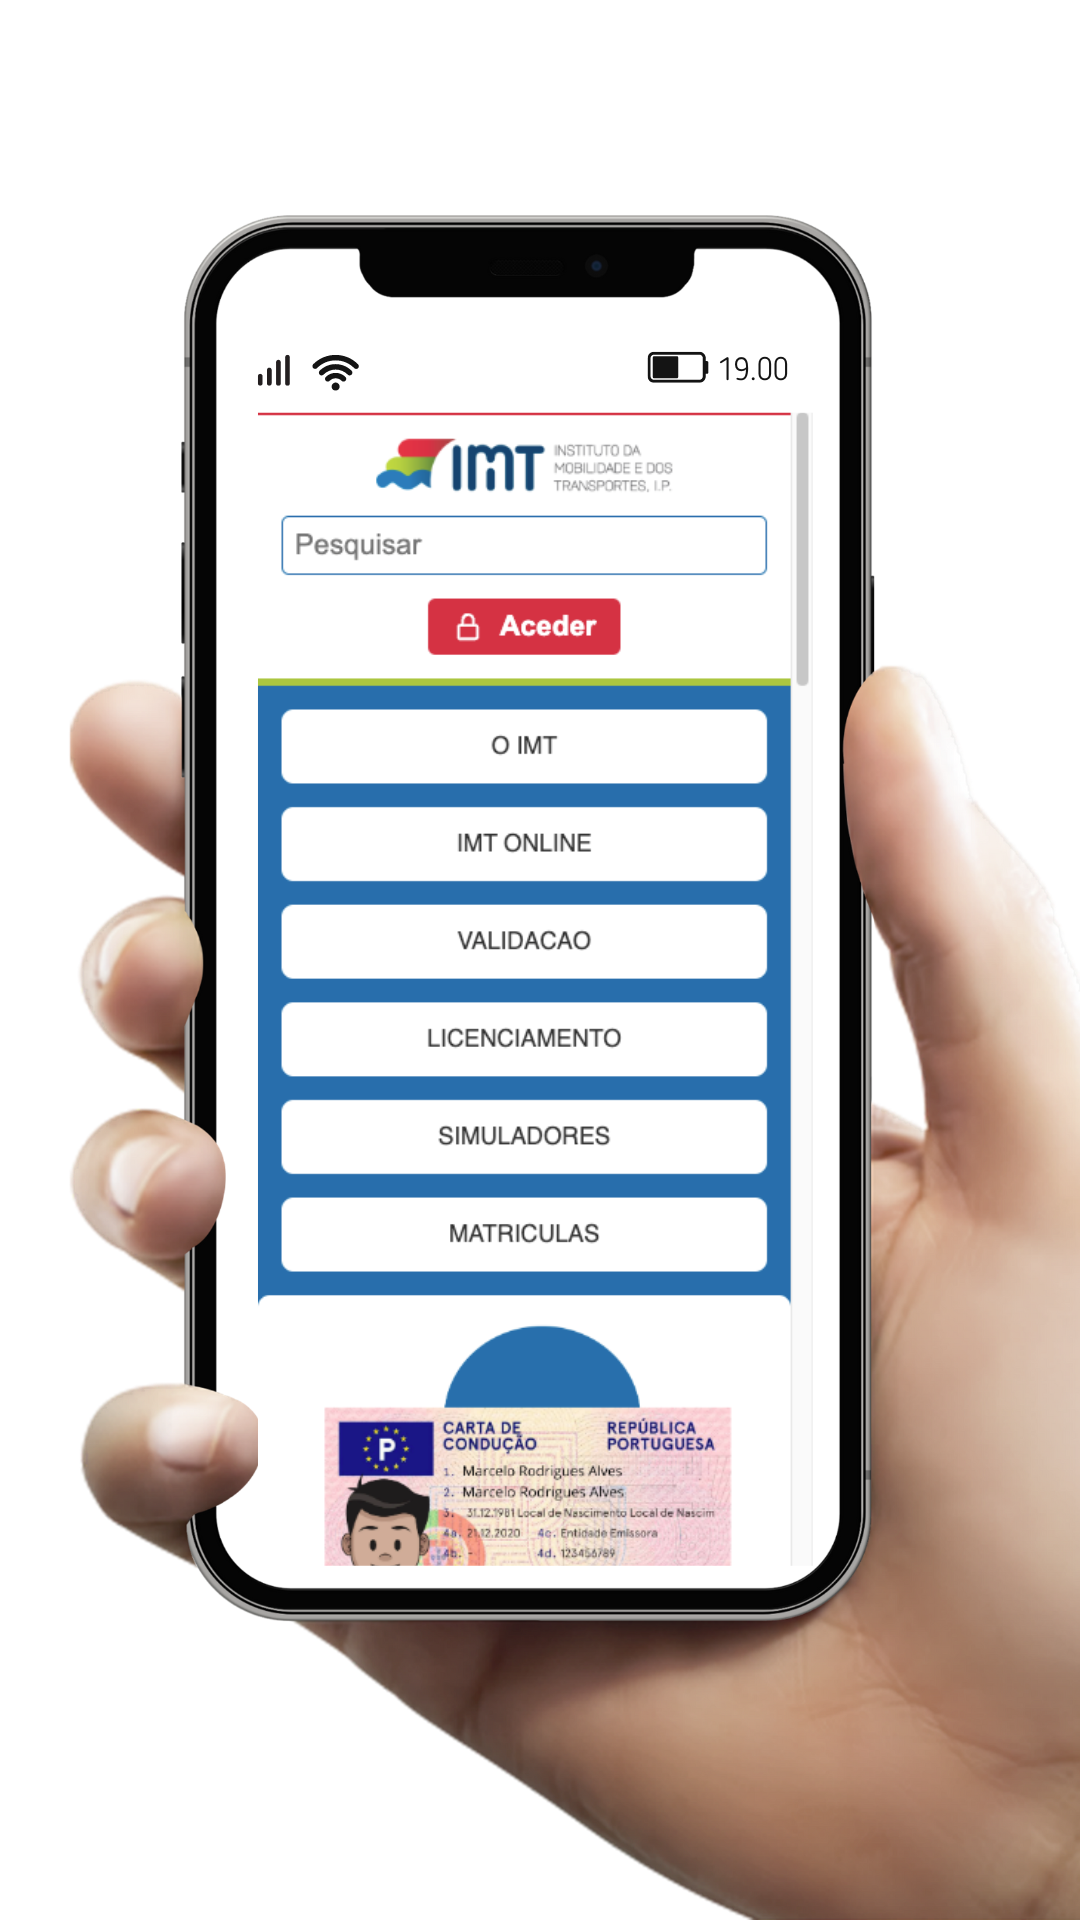 19.00
IMT
INSTITUTO DA
MOBILIDADE E DOS
TRANSPORTES, I.P.
Pesquisar
Aceder
O IMT
IMT ONLINE
VALIDACAO
LICENCIAMENTO
SIMULADORES
MATRICULAS
P
CARTA DE
CONDUÇÃO
REPÚBLICA
PORTUGUESA
1. Marcelo Rodrigues Alves
2. Marcelo Rodrigues Alves
3. 31.12.1981 Local de Nascimento Local de Nascim
4a. 21.12.2020 4c. Entidade Emissora
4b. - 4d. 123456789